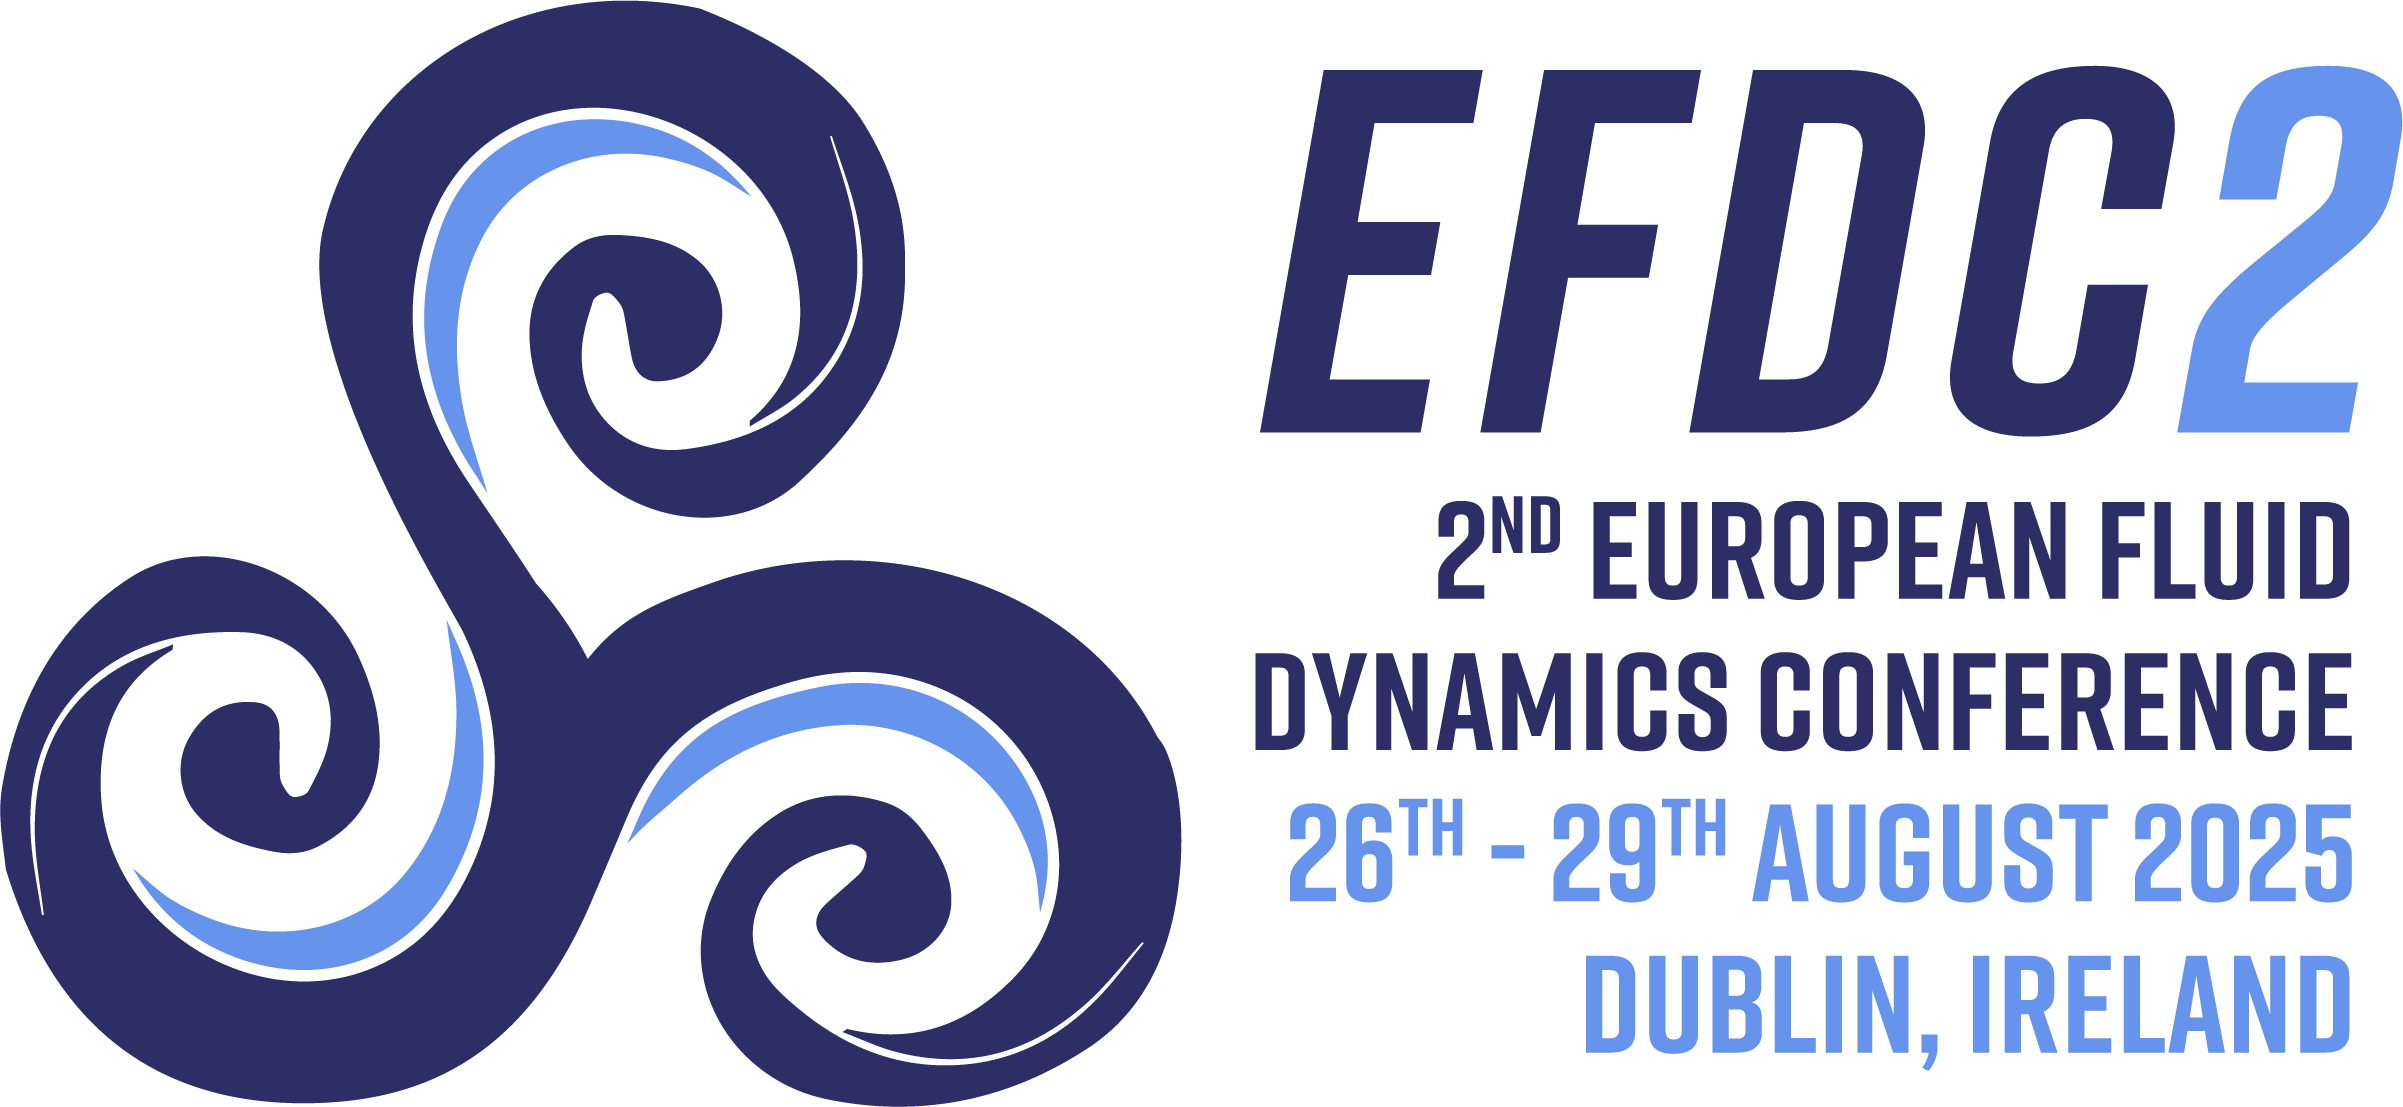 EFDC2
2ND EUROPEAN FLUID
DYNAMICS CONFERENCE
26TH - 29TH AUGUST 2025
DUBLIN, IRELAND